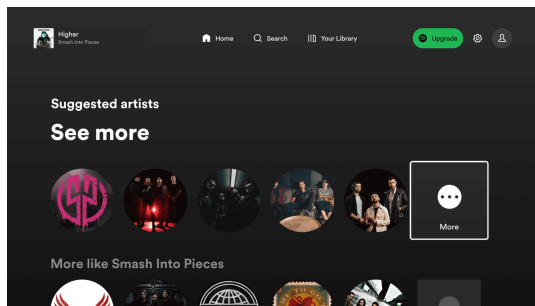 Higher
Smash Into Pieces
Home
Search
Your Library
Upgrade
Suggested artists
See more
More
More like Smash Into Pieces